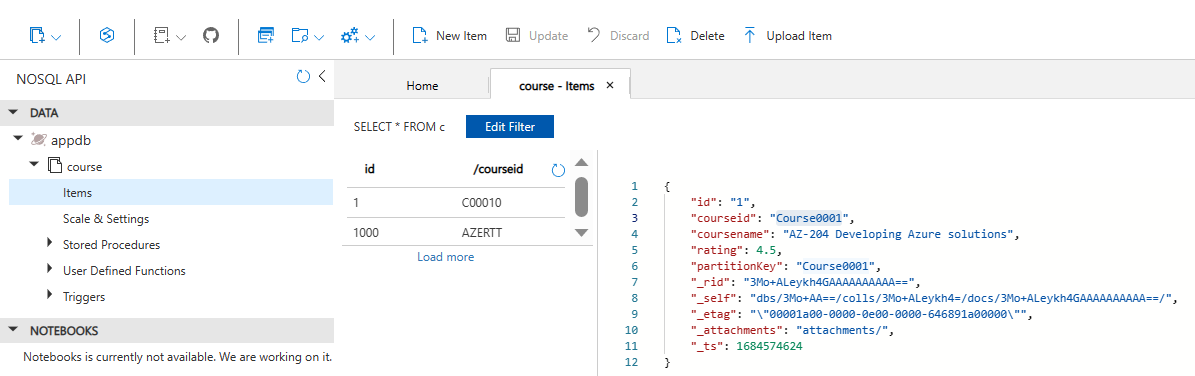 New Item Update Discard Delete Upload Item
NOSQL API
DATA
appdb
course
Items
Scale & Settings
Stored Procedures
User Defined Functions
Triggers
NOTEBOOKS
Notebooks is currently not available. We are working on it.
Home course - Items ×
SELECT * FROM c Edit Filter
id /courseid
1 C00010
1000 AZERTT
Load more
1 {
2 "id": "1",
3 "courseid": "Course0001",
4 "coursename": "AZ-204 Developing Azure solutions",
5 "rating": 4.5,
6 "partitionKey": "Course0001",
7 "_rid": "3Mo+ALeykh4GAAAAAAAAAA==",
8 "_self": "dbs/3Mo+AA==/colls/3Mo+ALeykh4=/docs/3Mo+ALeykh4GAAAAAAAAAA==/",
9 "_etag": "\"00001a00-0000-0e00-0000-646891a00000\"",
10 "_attachments": "attachments/",
11 "_ts": 1684574624
12 }